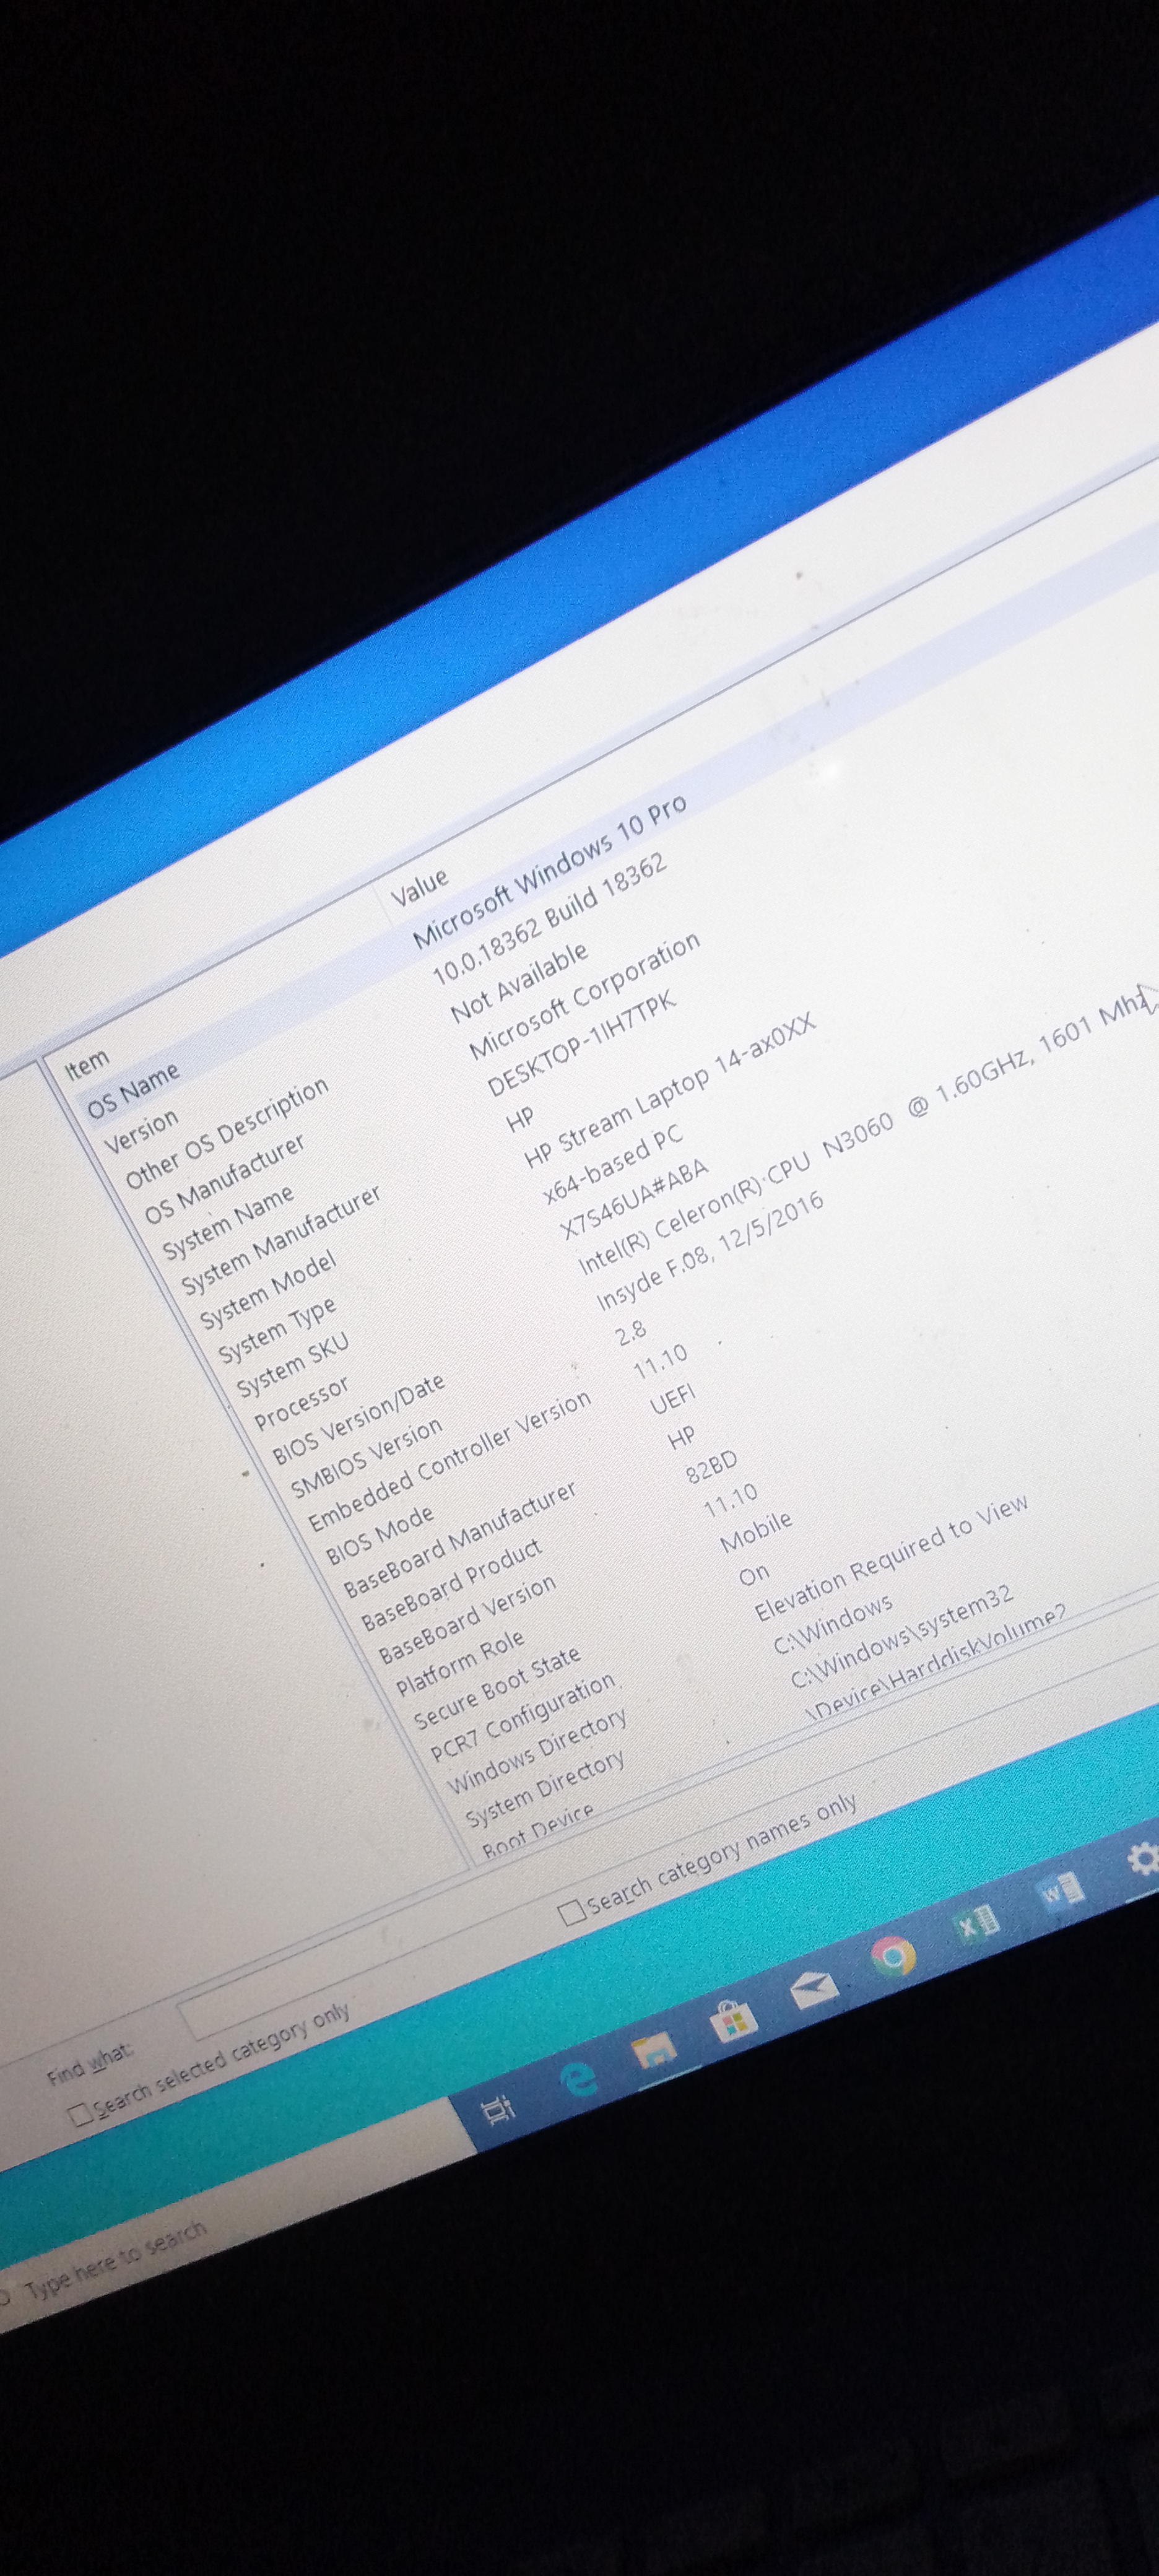 Item Value
OS Name Microsoft Windows 10 Pro
Version 10.0.18362 Build 18362
Other OS Description Not Available
OS Manufacturer Microsoft Corporation
System Name DESKTOP-1IH7TPK
System Manufacturer HP
System Model HP Stream Laptop 14-ax0XX
System Type x64-based PC
System SKU X7S46UA#ABA
Processor Intel(R) Celeron(R) CPU N3060 @ 1.60GHz, 1601 Mhz
BIOS Version/Date Insyde F.08, 12/5/2016
SMBIOS Version 2.8
Embedded Controller Version 11.10
BIOS Mode UEFI
BaseBoard Manufacturer HP
BaseBoard Product 82BD
BaseBoard Version 11.10
Platform Role Mobile
Secure Boot State On
PCR7 Configuration Elevation Required to View
Windows Directory C:\Windows
System Directory C:\Windows\system32
Boot Device \Device\HarddiskVolume2
Find what:
Search selected category only Search category names only
Type here to search